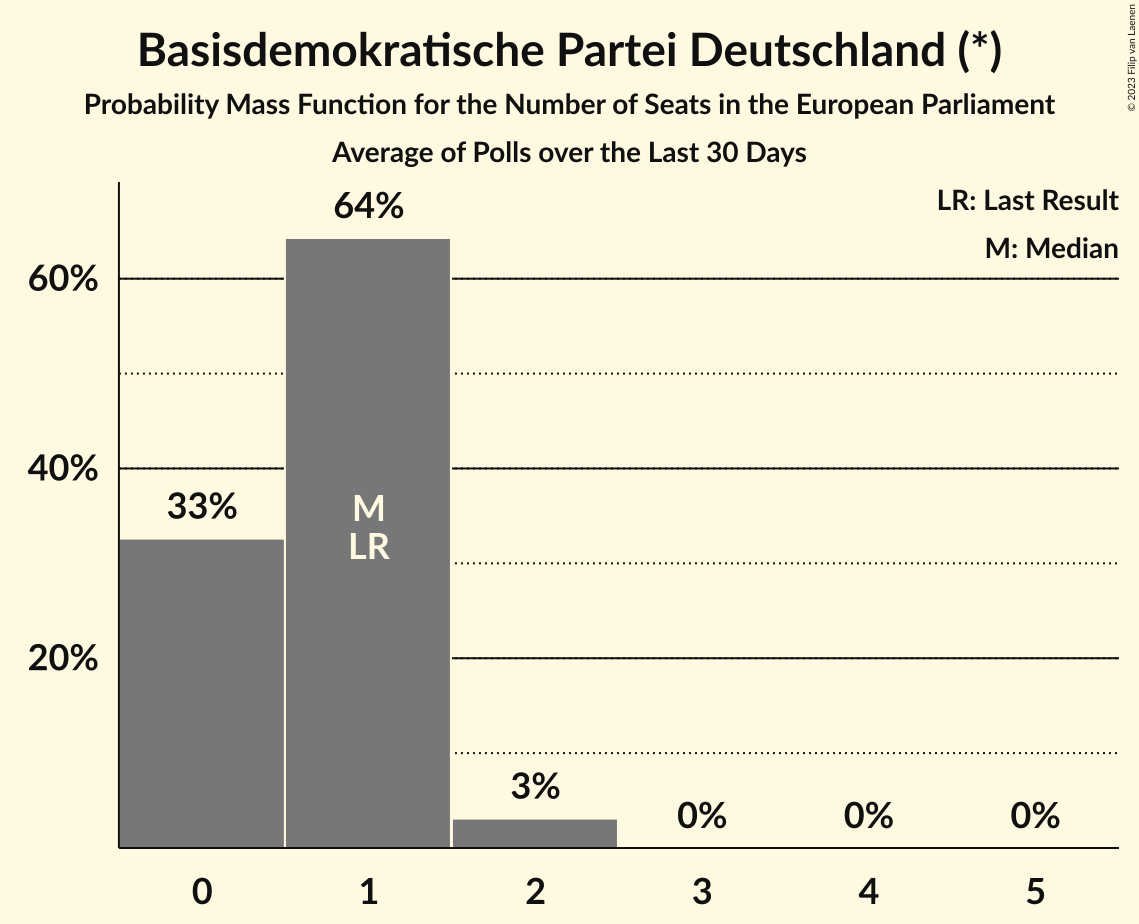 Basisdemokratische Partei Deutschland (*)
Probability Mass Function for the Number of Seats in the European Parliament
Average of Polls over the Last 30 Days
© 2023 Filip van Laenen
LR: Last Result
M: Median
64%
60%
40%
33%
M
LR
20%
3%
0%
0%
0%
0
1
2
3
4
5